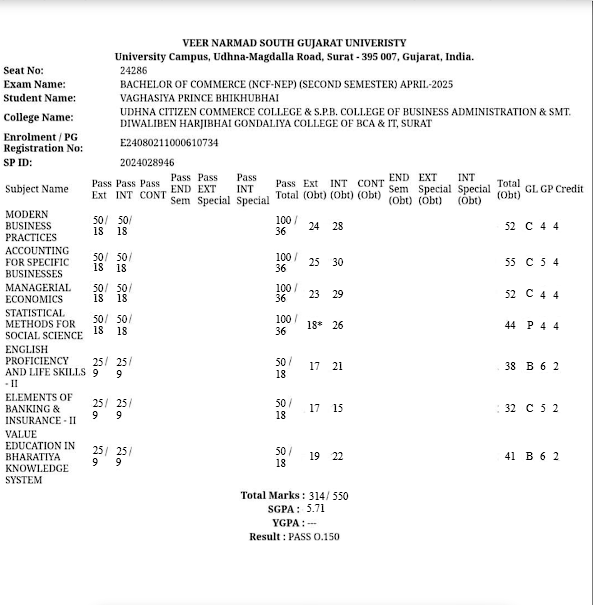 VEER NARMAD SOUTH GUJARAT UNIVERISTY
University Campus, Udhna-Magdalla Road, Surat - 395 007, Gujarat, India.
Seat No: 24286
Exam Name: BACHELOR OF COMMERCE (NCF-NEP) (SECOND SEMESTER) APRIL-2025
Student Name: VAGHASIYA PRINCE BHIKHUBHAI
College Name: UDHNA CITIZEN COMMERCE COLLEGE & S.P.B. COLLEGE OF BUSINESS ADMINISTRATION & SMT.
DIWALIBEN HARJIBHAI GONDALIYA COLLEGE OF BCA & IT, SURAT
Enrolment / PG
Registration No: E24080211000610734
SP ID: 2024028946
Subject Name Pass Ext Pass INT Pass CONT Pass END Sem Pass EXT Special Pass INT Special Pass Total Ext (Obt) INT (Obt) CONT (Obt) END Sem (Obt) EXT Special (Obt) INT Special (Obt) Total (Obt) GL GP Credit
MODERN
BUSINESS
PRACTICES
50/ 18 50/ 18 100 / 36 24 28 52 C 4 4
ACCOUNTING
FOR SPECIFIC
BUSINESSES
50/ 18 50/ 18 100 / 36 25 30 55 C 5 4
MANAGERIAL
ECONOMICS
50/ 18 50/ 18 100 / 36 23 29 52 C 4 4
STATISTICAL
METHODS FOR
SOCIAL SCIENCE
50/ 18 50/ 18 100 / 36 18* 26 44 P 4 4
ENGLISH
PROFICIENCY
AND LIFE SKILLS
- II
25/ 9 25/ 9 50 / 18 17 21 38 B 6 2
ELEMENTS OF
BANKING &
INSURANCE - II
25/ 9 25/ 9 50 / 18 17 15 32 C 5 2
VALUE
EDUCATION IN
BHARATIYA
KNOWLEDGE
SYSTEM
25/ 9 25/ 9 50 / 18 19 22 41 B 6 2
Total Marks : 314/ 550
SGPA : 5.71
YGPA : ---
Result : PASS O.150